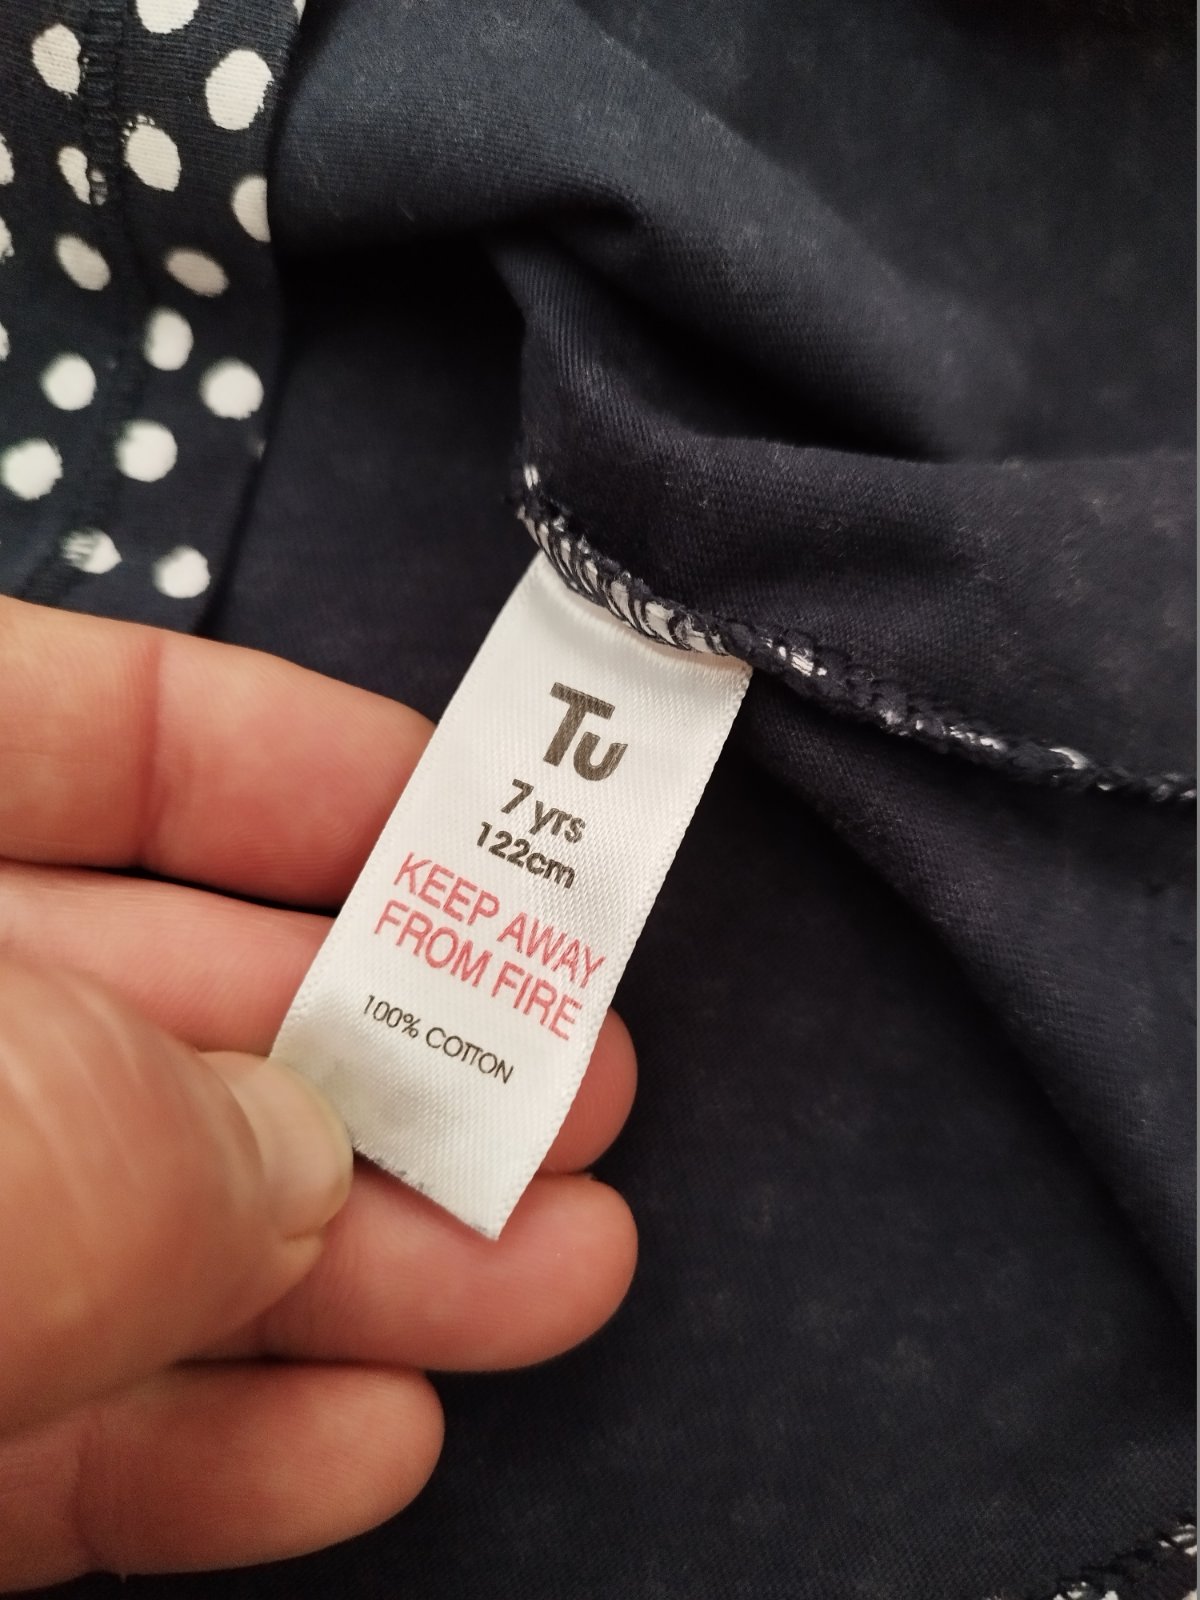 Tu
7 yrs
122cm
KEEP AWAY
FROM FIRE
100% COTTON